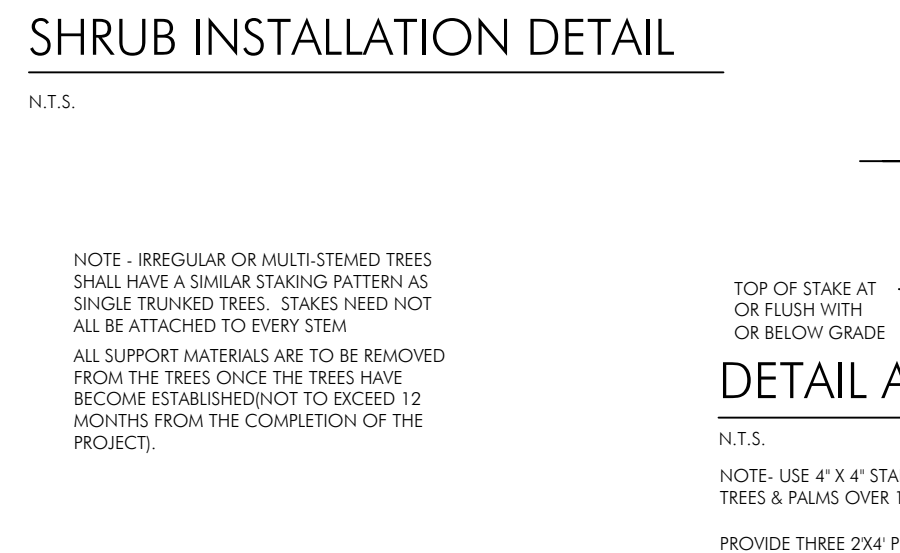 SHRUB INSTALLATION DETAIL
N.T.S.
NOTE - IRREGULAR OR MULTI-STEMED TREES
SHALL HAVE A SIMILAR STAKING PATTERN AS
SINGLE TRUNKED TREES.  STAKES NEED NOT
ALL BE ATTACHED TO EVERY STEM
ALL SUPPORT MATERIALS ARE TO BE REMOVED
FROM THE TREES ONCE THE TREES HAVE
BECOME ESTABLISHED(NOT TO EXCEED 12
MONTHS FROM THE COMPLETION OF THE
PROJECT).
TOP OF STAKE AT
OR FLUSH WITH
OR BELOW GRADE
DETAIL A
N.T.S.
NOTE- USE 4" X 4"
TREES & PALMS OVER
PROVIDE THREE 2'X4'